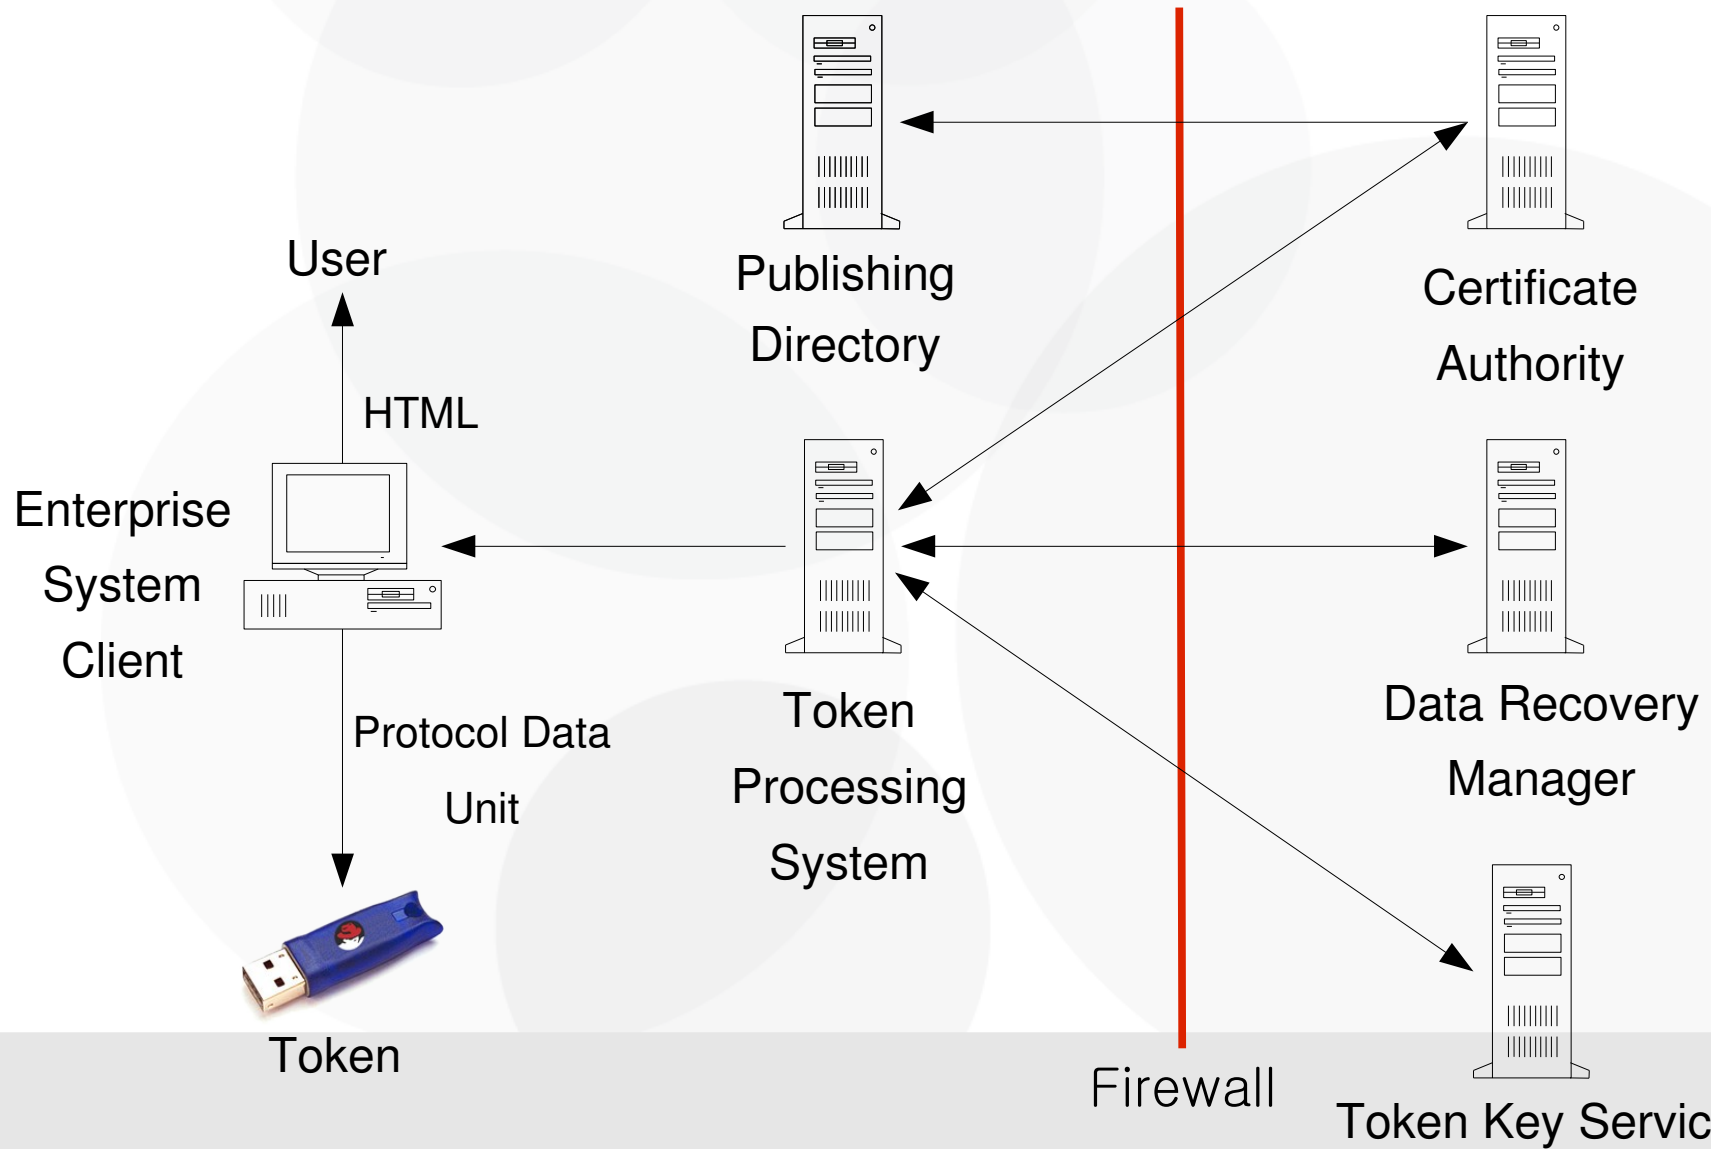 User
HTML
Enterprise
System
Client
Protocol Data
Unit
Token
Publishing
Directory
Token
Processing
System
Firewall
Certificate
Authority
Data Recovery
Manager
Token Key Servic